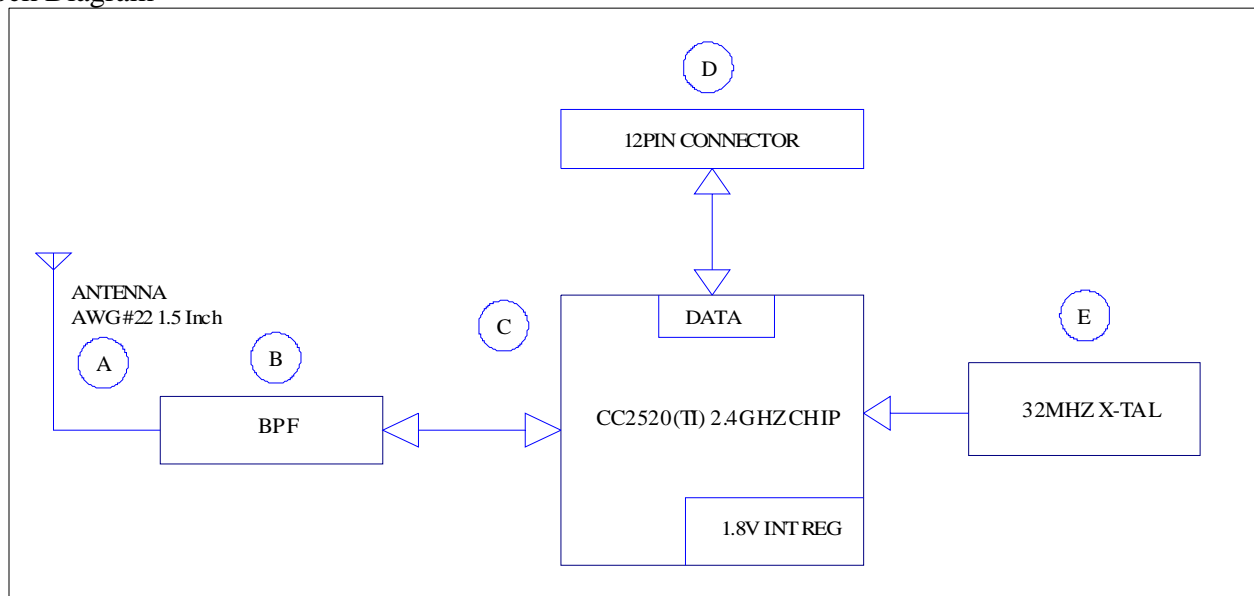 Diagram
D
12PIN CONNECTOR
ANTENNA
AWG#22 1.5 Inch
A
B
C
DATA
E
BPF
CC2520(TI) 2.4GHZ CHIP
32MHZ X-TAL
1.8V INT REG